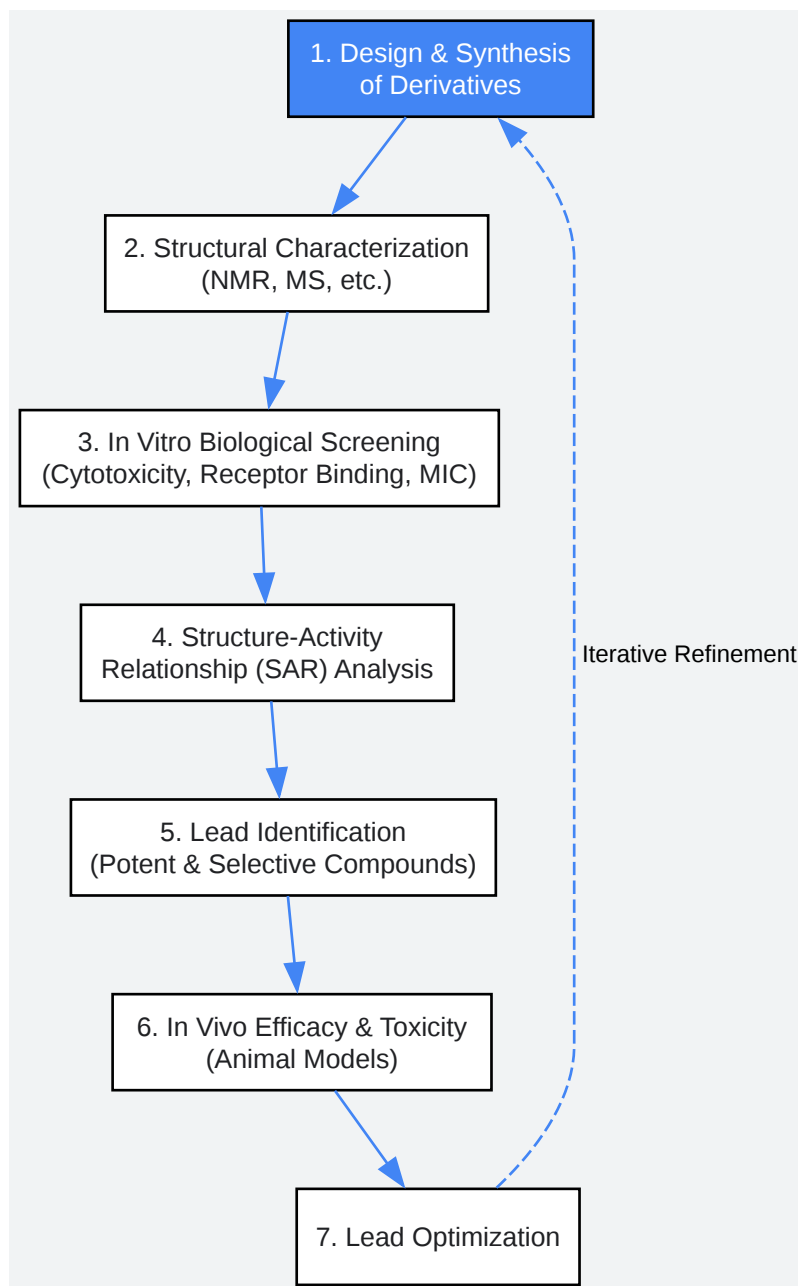 1. Design & Synthesis
of Derivatives
2. Structural Characterization
(NMR, MS, etc.)
3. In Vitro Biological Screening
(Cytotoxicity, Receptor Binding, MIC)
4. Structure-Activity
Relationship (SAR) Analysis
Iterative Refinement
5. Lead Identification
(Potent & Selective Compounds)
6. In Vivo Efficacy & Toxicity
(Animal Models)
7. Lead Optimization